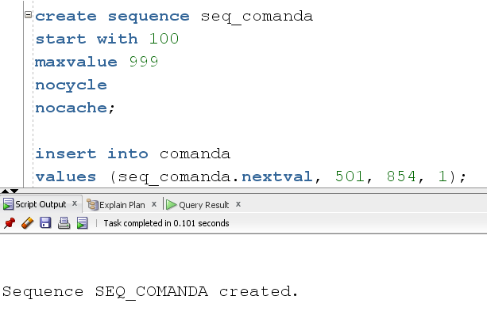 create sequence seq_comanda
start with 100
maxvalue 999
nocycle
nocache;
insert into comanda
values (seq_comanda.nextval, 501, 854, 1);
Script Output x Explain Plan x Query Result x
Task completed in 0.101 seconds
Sequence SEQ_COMANDA created.